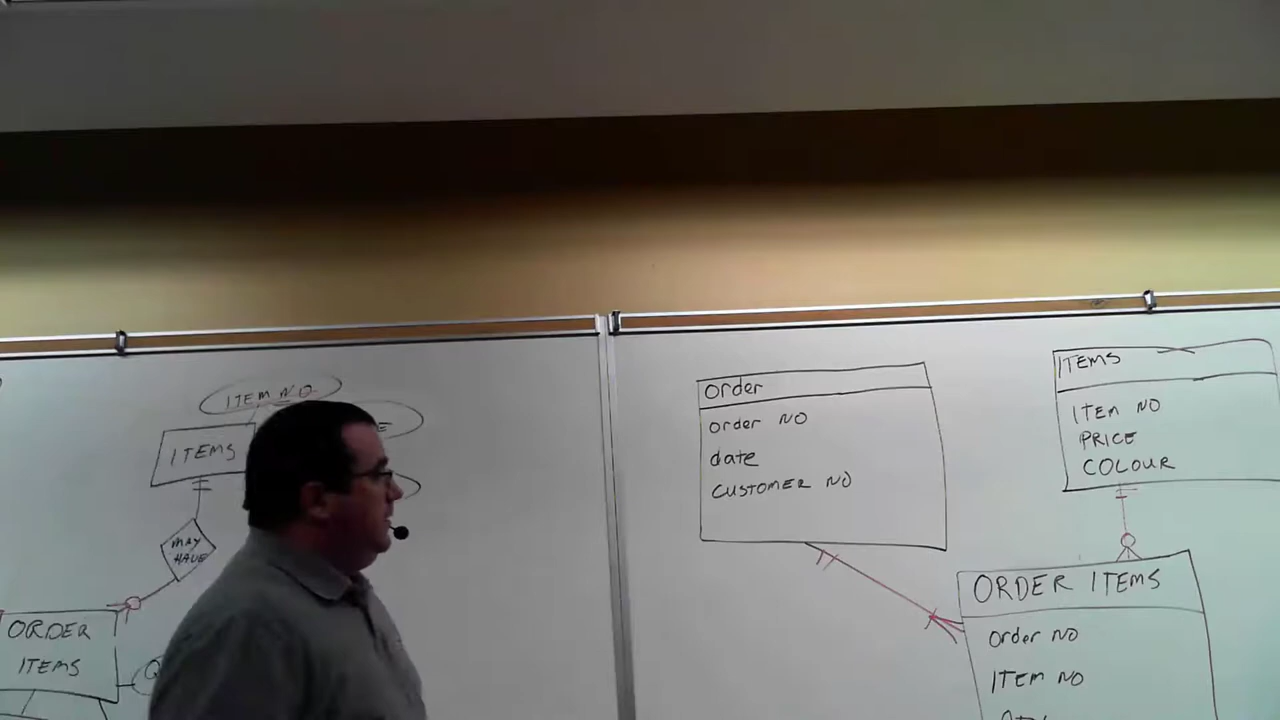 ITEM NO
ITEMS
MAY
HAVE
ORDER
ITEMS
Order
order NO
date
CUSTOMER NO
ITEMS
ITEM NO
PRICE
COLOUR
ORDER ITEMS
Order NO
ITEM NO